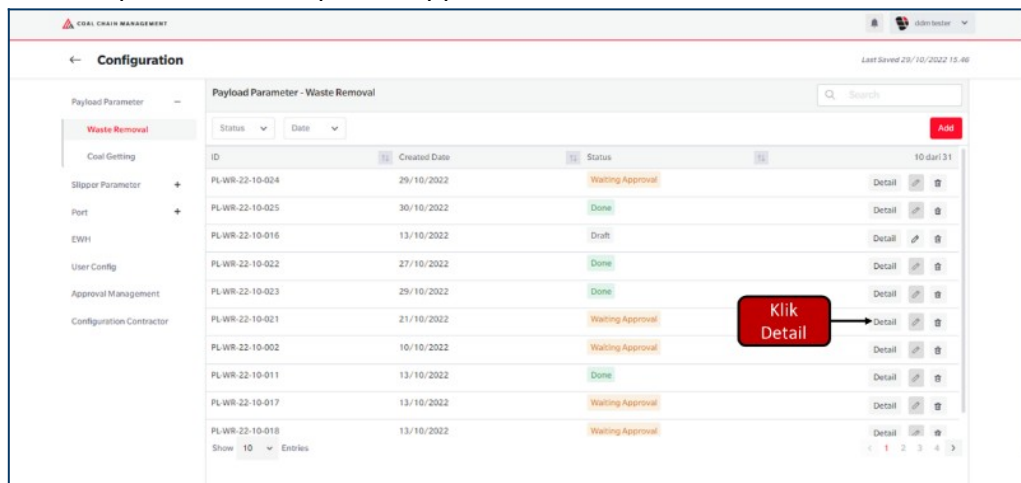 COAL CHAIN MANAGEMENT
ddm tester
← Configuration
Last Saved 29/10/2022 15.46
Payload Parameter −
Waste Removal
Coal Getting
Slipper Parameter +
Port +
EWH
User Config
Approval Management
Configuration Contractor
Payload Parameter - Waste Removal
Search
Status Date
Add
ID Created Date Status 10 dari 31
PL-WR-22-10-024 29/10/2022 Waiting Approval Detail
PL-WR-22-10-025 30/10/2022 Done Detail
PL-WR-22-10-016 13/10/2022 Draft Detail
PL-WR-22-10-022 27/10/2022 Done Detail
PL-WR-22-10-023 29/10/2022 Done Detail
PL-WR-22-10-021 21/10/2022 Waiting Approval Detail
PL-WR-22-10-002 10/10/2022 Waiting Approval Detail
PL-WR-22-10-011 13/10/2022 Done Detail
PL-WR-22-10-017 13/10/2022 Waiting Approval Detail
PL-WR-22-10-018 13/10/2022 Waiting Approval Detail
Klik
Detail
Show 10 Entries
< 1 2 3 4 >